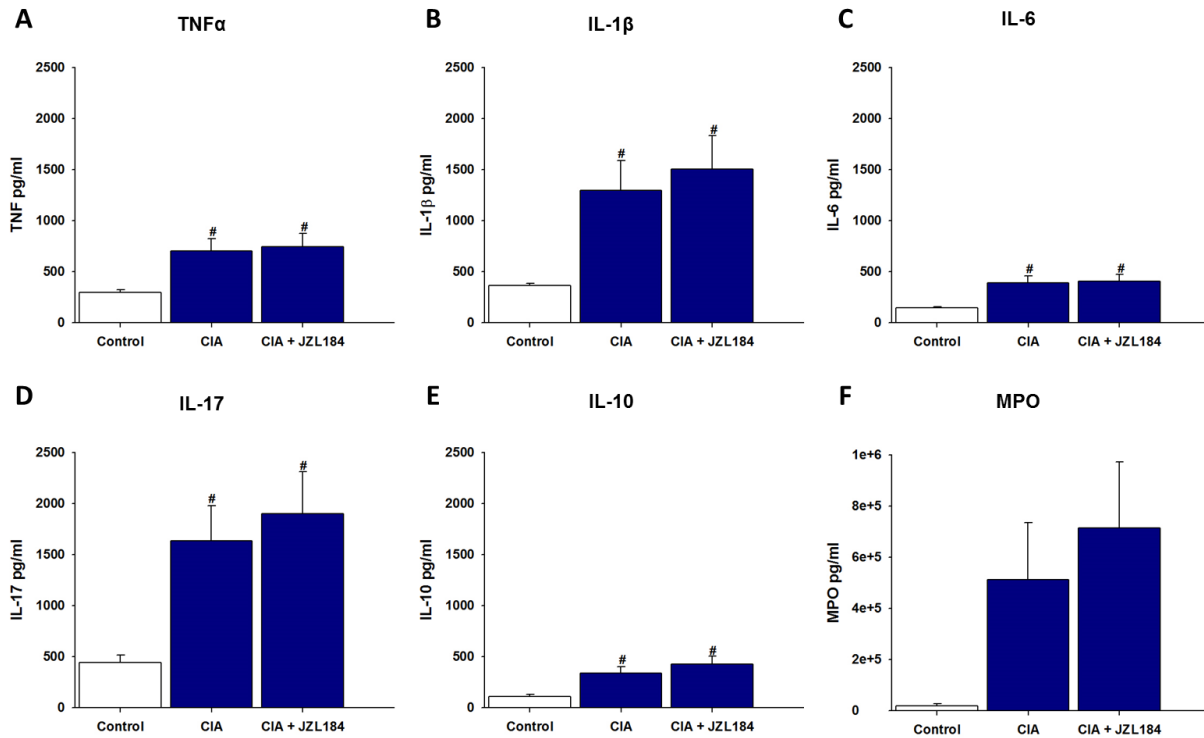 A
TNFα
2500
2000
1500
1000
500
0
TNF pg/ml
#
#
Control
CIA
CIA + JZL184
B
IL-1β
2500
2000
1500
1000
500
0
IL-1β pg/ml
#
#
Control
CIA
CIA + JZL184
C
IL-6
2500
2000
1500
1000
500
0
IL-6 pg/ml
#
#
Control
CIA
CIA + JZL184
D
IL-17
2500
2000
1500
1000
500
0
IL-17 pg/ml
#
#
Control
CIA
CIA + JZL184
E
IL-10
2500
2000
1500
1000
500
0
IL-10 pg/ml
#
#
Control
CIA
CIA + JZL184
F
MPO
1e+6
8e+5
6e+5
4e+5
2e+5
0
MPO pg/ml
Control
CIA
CIA + JZL184